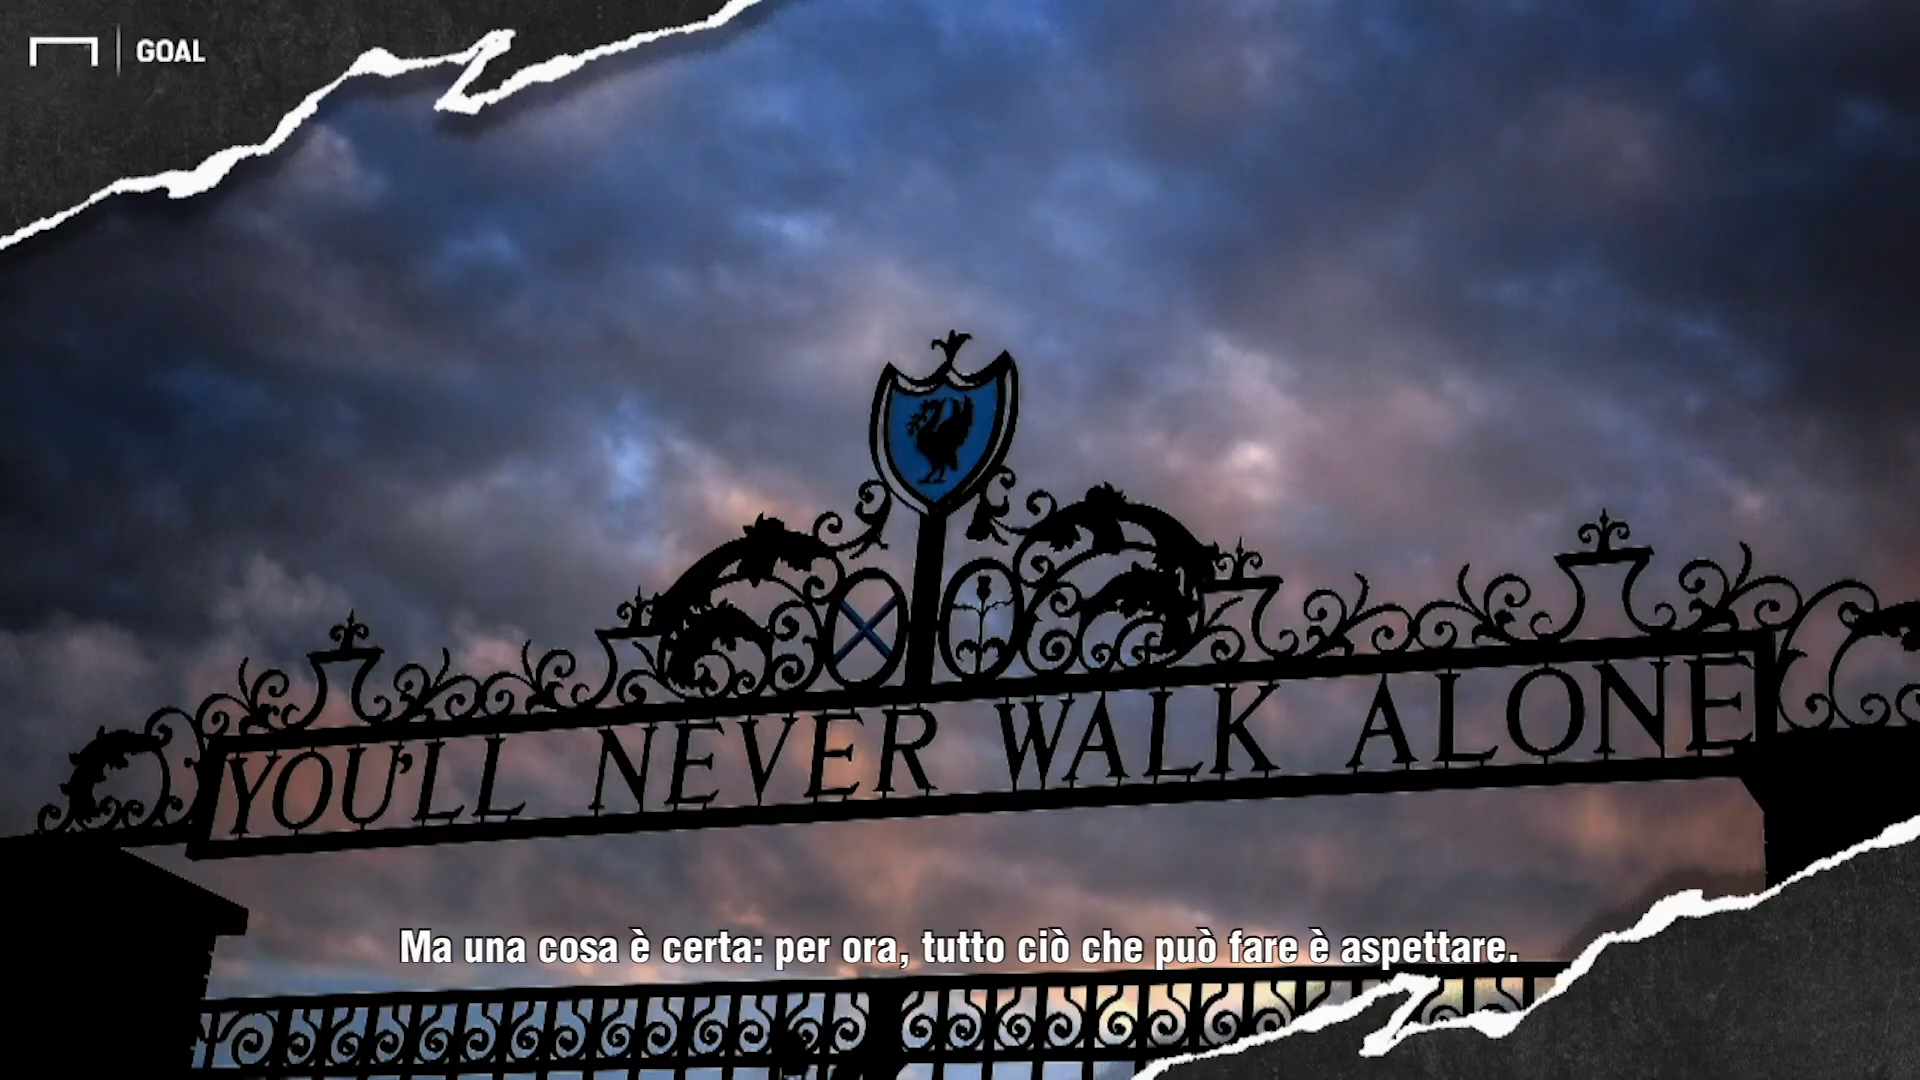 GOAL
YOU'LL NEVER WALK ALONE
Ma una cosa è certa: per ora, tutto ciò che può fare è aspettare.